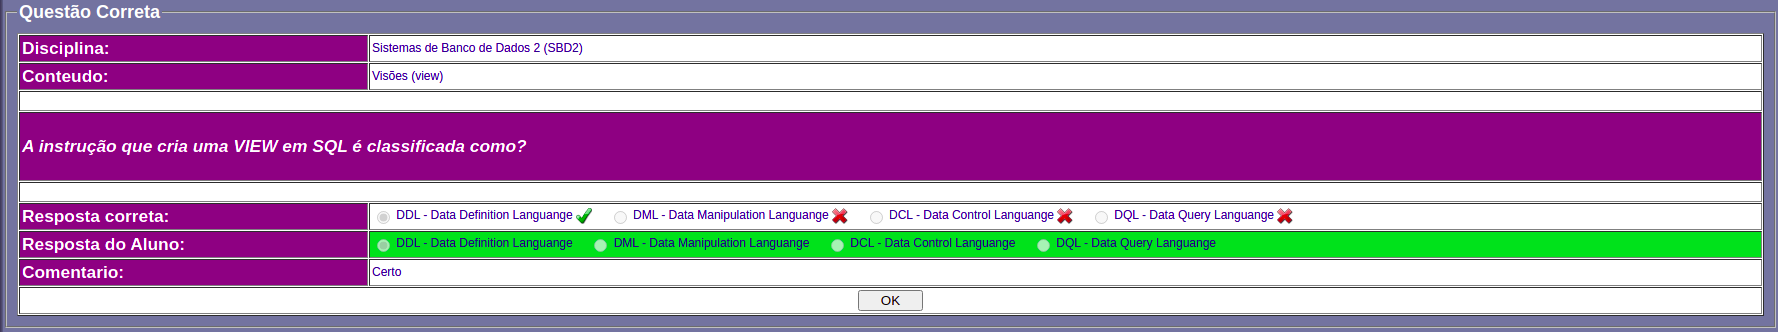 Questão Correta
Disciplina: Sistemas de Banco de Dados 2 (SBD2)
Conteudo: Visões (view)
A instrução que cria uma VIEW em SQL é classificada como?
Resposta correta: DDL - Data Definition Languange DML - Data Manipulation Languange DCL - Data Control Languange DQL - Data Query Languange
Resposta do Aluno: DDL - Data Definition Languange DML - Data Manipulation Languange DCL - Data Control Languange DQL - Data Query Languange
Comentario: Certo
OK